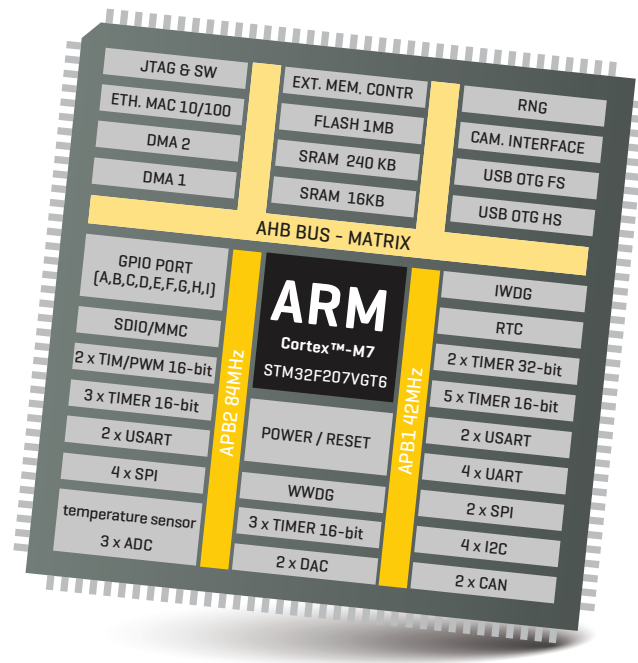 JTAG & SW
ETH. MAC 10/100
DMA 2
DMA 1
EXT. MEM. CONTR
FLASH 1MB
SRAM 240 KB
SRAM 16KB
RNG
CAM. INTERFACE
USB OTG FS
USB OTG HS
AHB BUS - MATRIX
GPIO PORT
(A,B,C,D,E,F,G,H,I)
SDIO/MMC
2 x TIM/PWM 16-bit
3 x TIMER 16-bit
2 x USART
4 x SPI
temperature sensor
3 x ADC
APB2 84MHz
ARM
Cortex™-M7
STM32F207VGT6
POWER / RESET
WWDG
3 x TIMER 16-bit
2 x DAC
APB1 42MHz
IWDG
RTC
2 x TIMER 32-bit
5 x TIMER 16-bit
2 x USART
4 x UART
2 x SPI
4 x I2C
2 x CAN